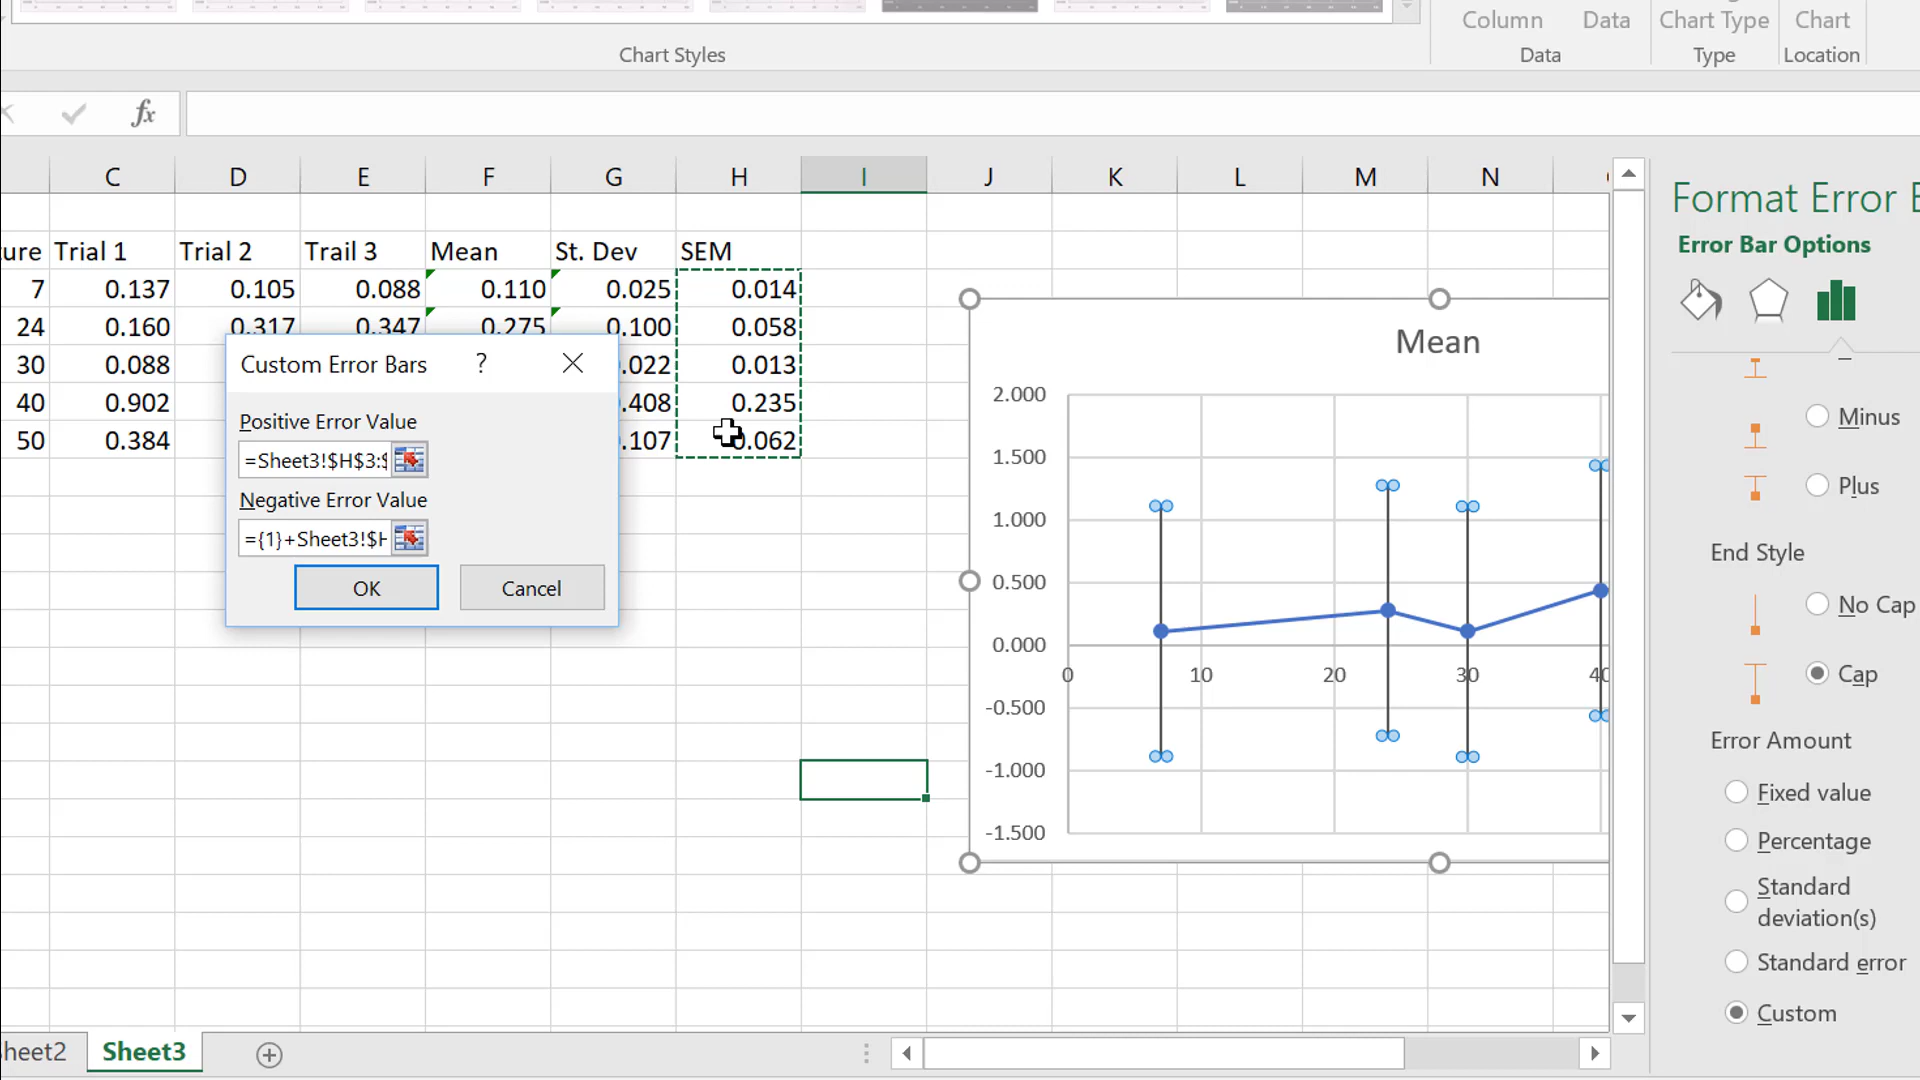 Column Data Chart Type Chart
Chart Styles Data Type Location
fx
C D E F G H I J K L M N
Format Error
Error Bar Options
ure Trial 1 Trial 2 Trail 3 Mean St. Dev SEM
7 0.137 0.105 0.088 0.110 0.025 0.014
24 0.160 0.317 0.347 0.275 0.100 0.058
30 0.088 .022 0.013
40 0.902 .408 0.235
50 0.384 .107 0.062
Custom Error Bars ?
Positive Error Value
=Sheet3!$H$3:$
Negative Error Value
={1}+Sheet3!$H
OK Cancel
Mean
2.000
1.500
1.000
0.500
0.000
0 10 20 30 40
-0.500
-1.000
-1.500
Minus
Plus
End Style
No Cap
Cap
Error Amount
Fixed value
Percentage
Standard
deviation(s)
Standard error
Custom
heet2 Sheet3